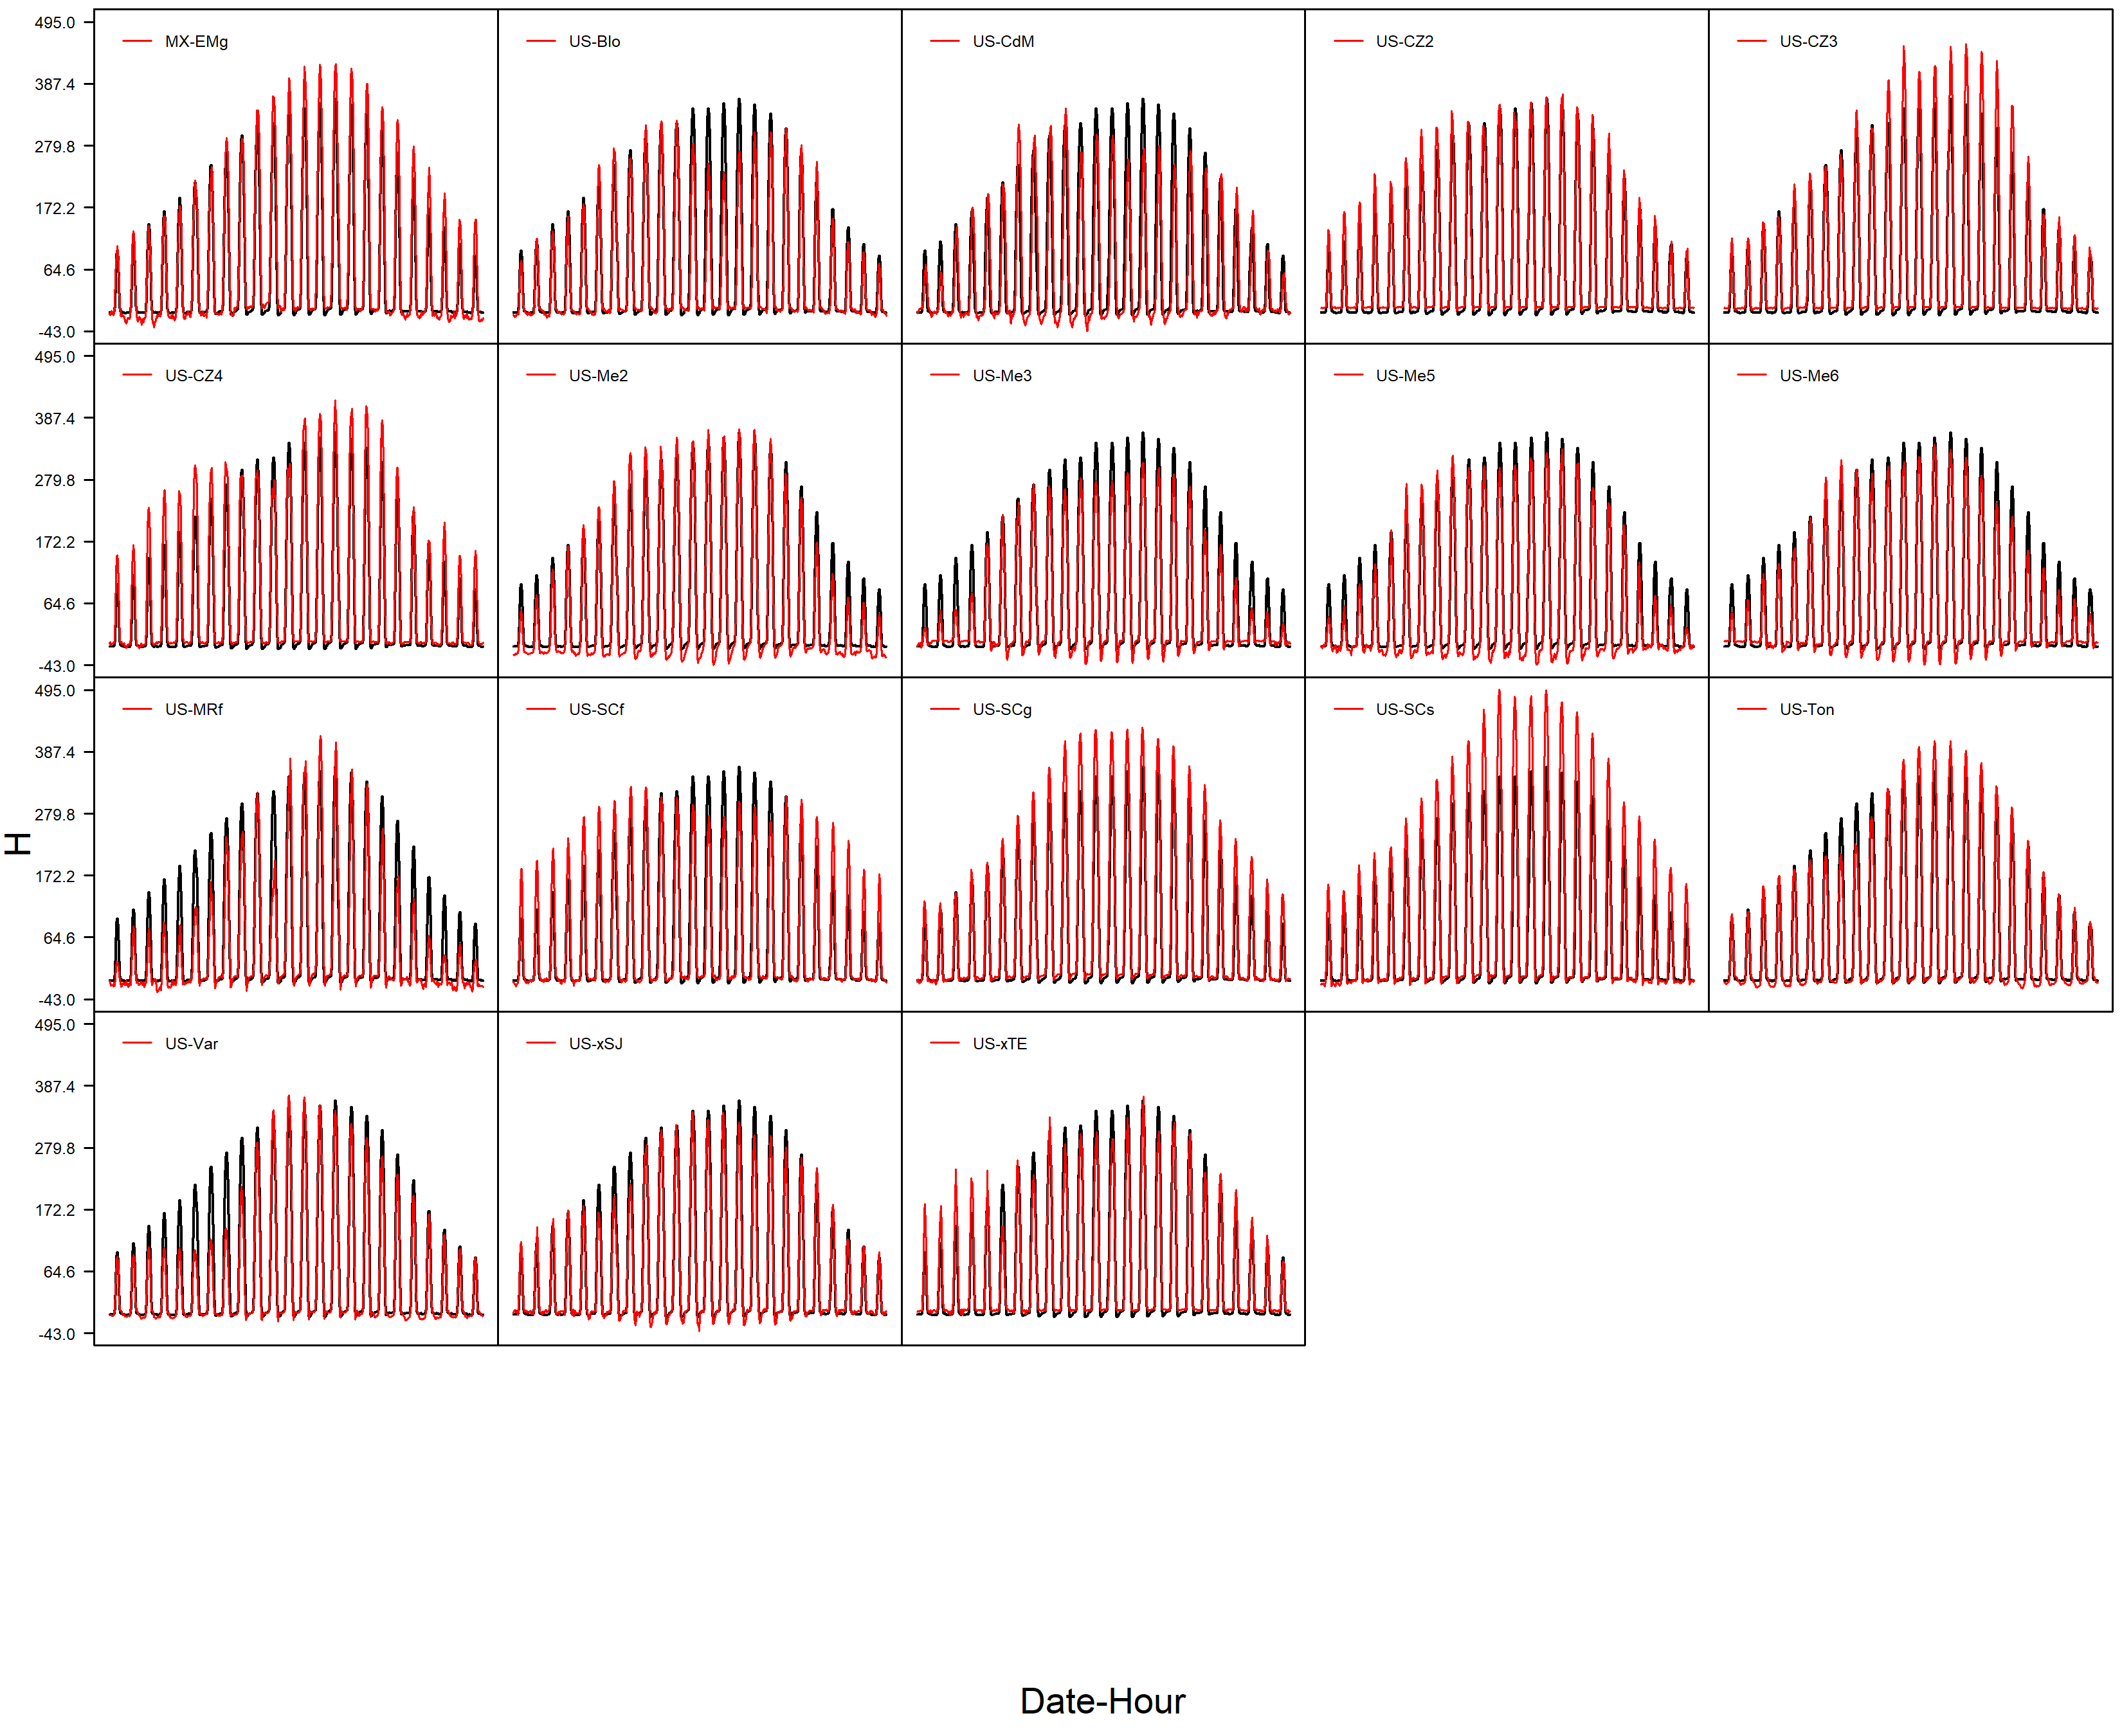 495.0
387.4
279.8
172.2
64.6
-43.0
MX-EMg
US-Blo
US-CdM
US-CZ2
US-CZ3
495.0
387.4
279.8
172.2
64.6
-43.0
US-CZ4
US-Me2
US-Me3
US-Me5
US-Me6
495.0
387.4
279.8
172.2
64.6
-43.0
US-MRf
US-SCf
US-SCg
US-SCs
US-Ton
H
495.0
387.4
279.8
172.2
64.6
-43.0
US-Var
US-xSJ
US-xTE
Date-Hour